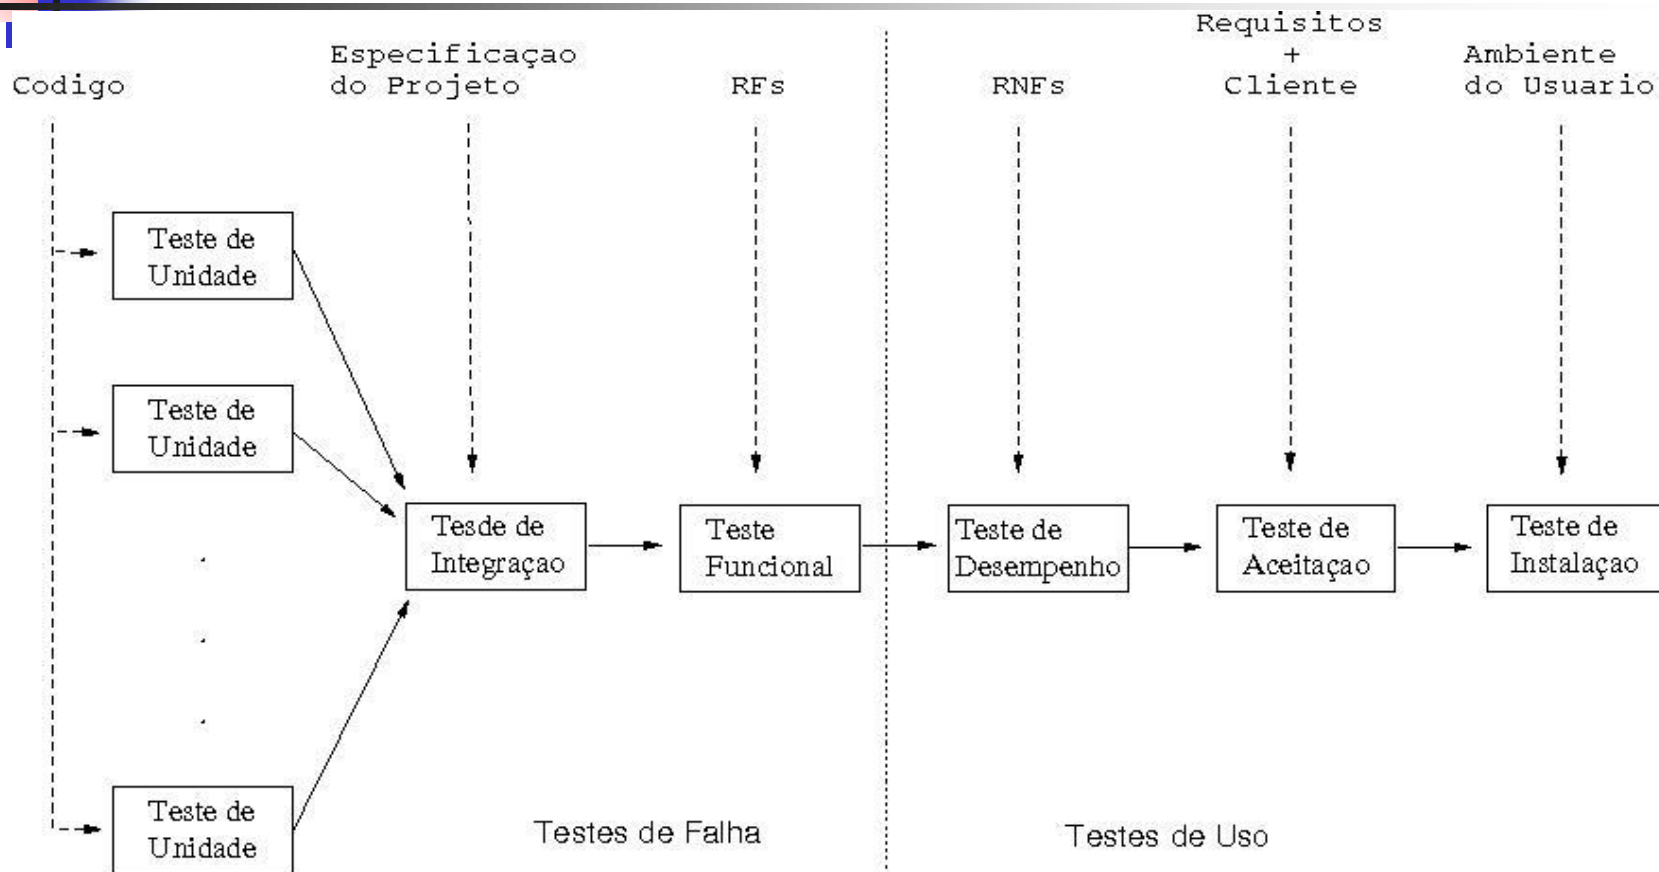 Requisitos
+
Cliente
Especificaçao
do Projeto
Ambiente
do Usuario
Codigo
RFs
RNFs
Teste de
Unidade
Teste de
Unidade
Tesde de
Integraçao
Teste
Funcional
Teste de
Desempenho
Teste de
Aceitaçao
Teste de
Instalaçao
Teste de
Unidade
Testes de Falha
Testes de Uso